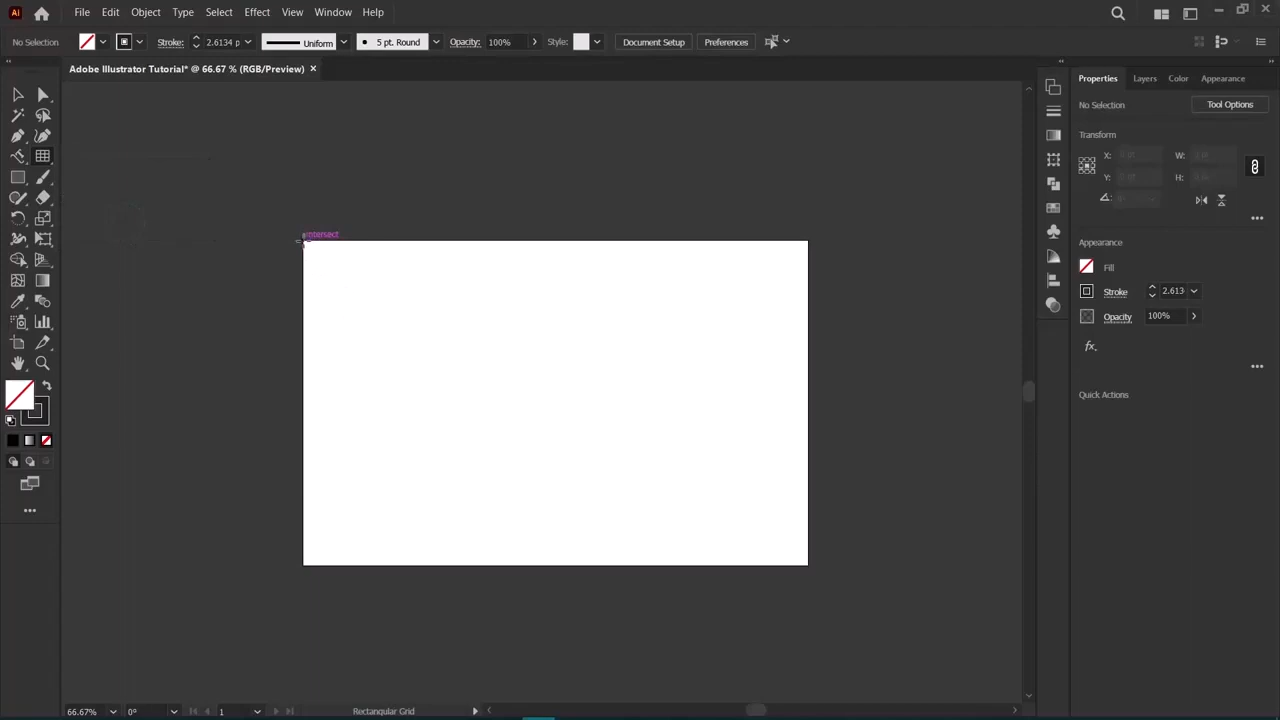 Ai File Edit Object Type Select Effect View Window Help
No Selection Stroke: 2.6134 p Uniform 5 pt. Round Opacity: 100% Style: Document Setup Preferences
Adobe Illustrator Tutorial* @ 66.67 % (RGB/Preview) ×
Properties Layers Color Appearance
No Selection Tool Options
Transform
X: W:
Y: H:
Appearance
Fill
Stroke 2.613
Opacity 100%
fx.
Quick Actions
intersect
66.67% 0° 1 Rectangular Grid